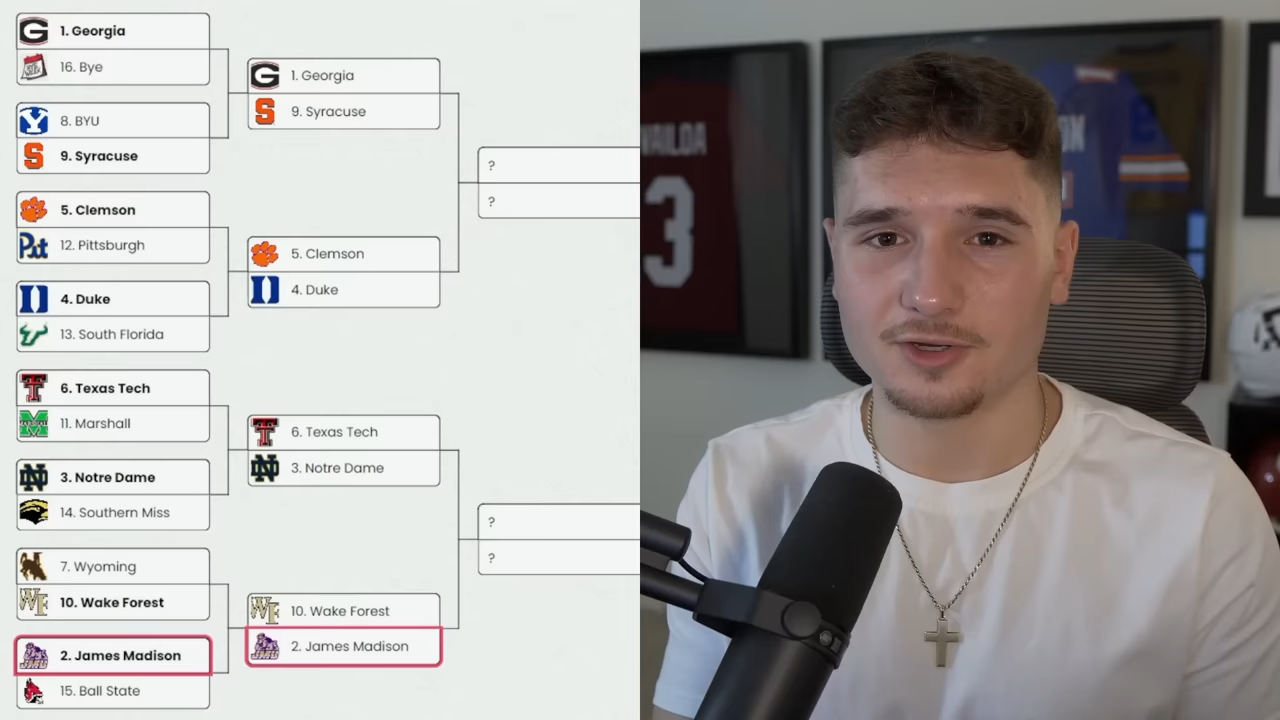 1. Georgia
16. Bye
8. BYU
9. Syracuse
5. Clemson
12. Pittsburgh
4. Duke
13. South Florida
6. Texas Tech
11. Marshall
3. Notre Dame
14. Southern Miss
7. Wyoming
10. Wake Forest
2. James Madison
15. Ball State
1. Georgia
9. Syracuse
5. Clemson
4. Duke
6. Texas Tech
3. Notre Dame
10. Wake Forest
2. James Madison
?
?
?
?
3